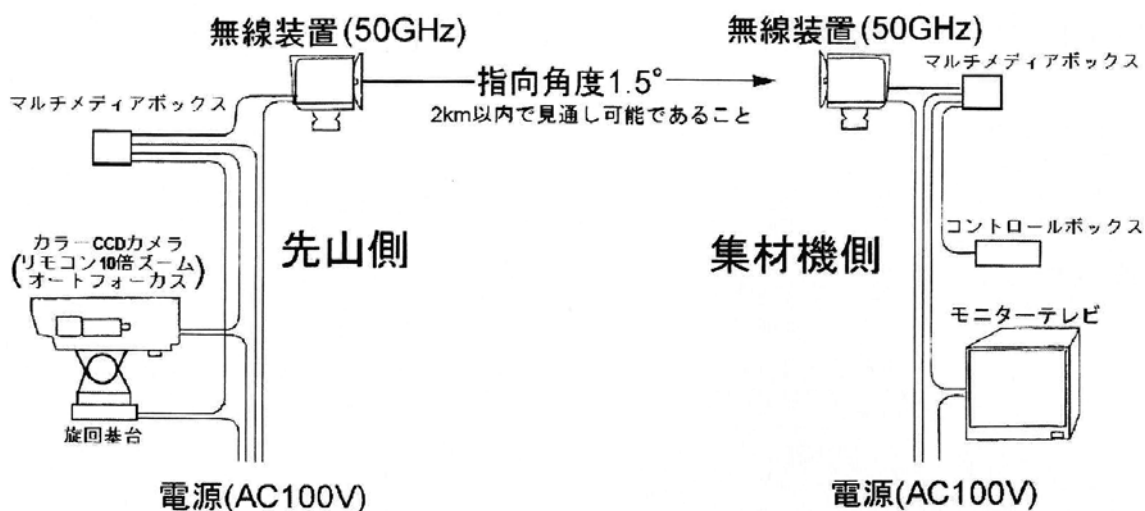 無線装置(50GHz)
マルチメディアボックス
指向角度1.5°
2km以内で見通し可能であること
先山側
カラーCCDカメラ
(リモコン10倍ズーム)
オートフォーカス
旋回基台
電源(AC100V)
無線装置(50GHz)
マルチメディアボックス
集材機側
コントロールボックス
モニターテレビ
電源(AC100V)